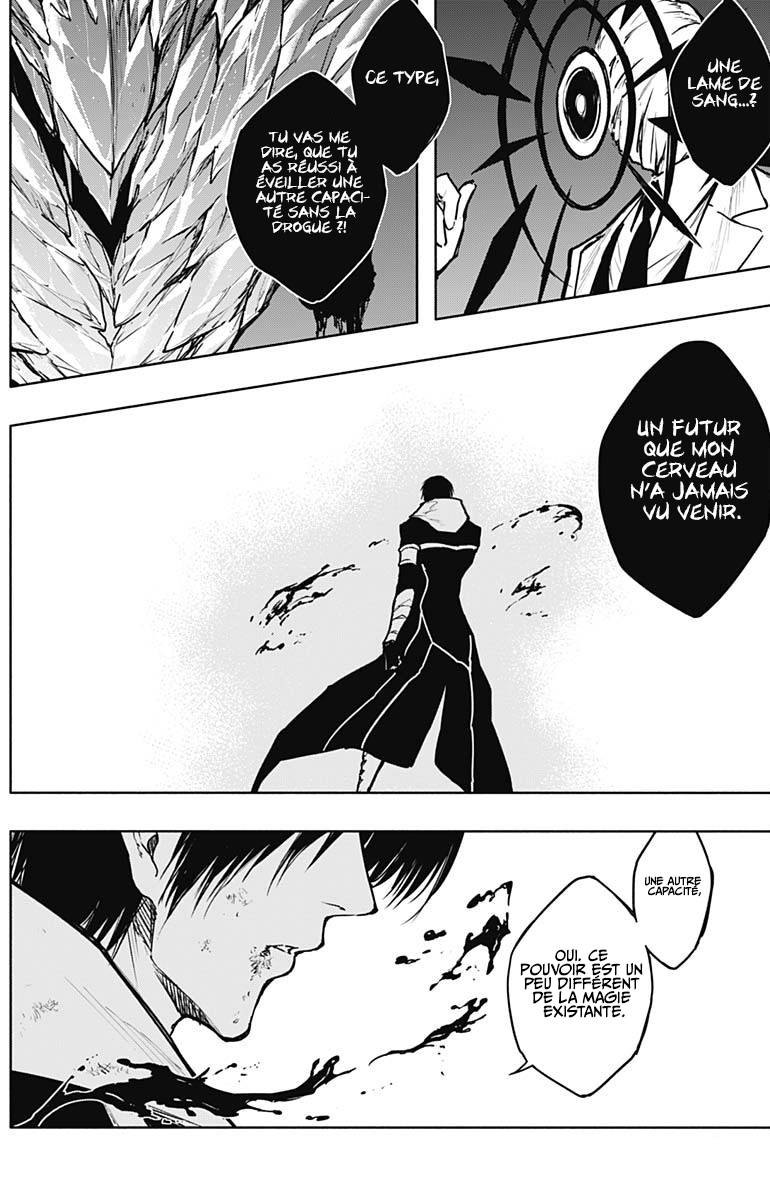 UNE
LAME DE
SANG...?
CE TYPE,
TU VAS ME
DIRE, QUE TU
AS RÉUSSI À
ÉVEILLER UNE
AUTRE CAPACI-
TÉ SANS LA
DROGUE ?!
UN FUTUR
QUE MON
CERVEAU
N'A JAMAIS
VU VENIR.
UNE AUTRE
CAPACITÉ,
OUI. CE
POUVOIR EST UN
PEU DIFFÉRENT
DE LA MAGIE
EXISTANTE.